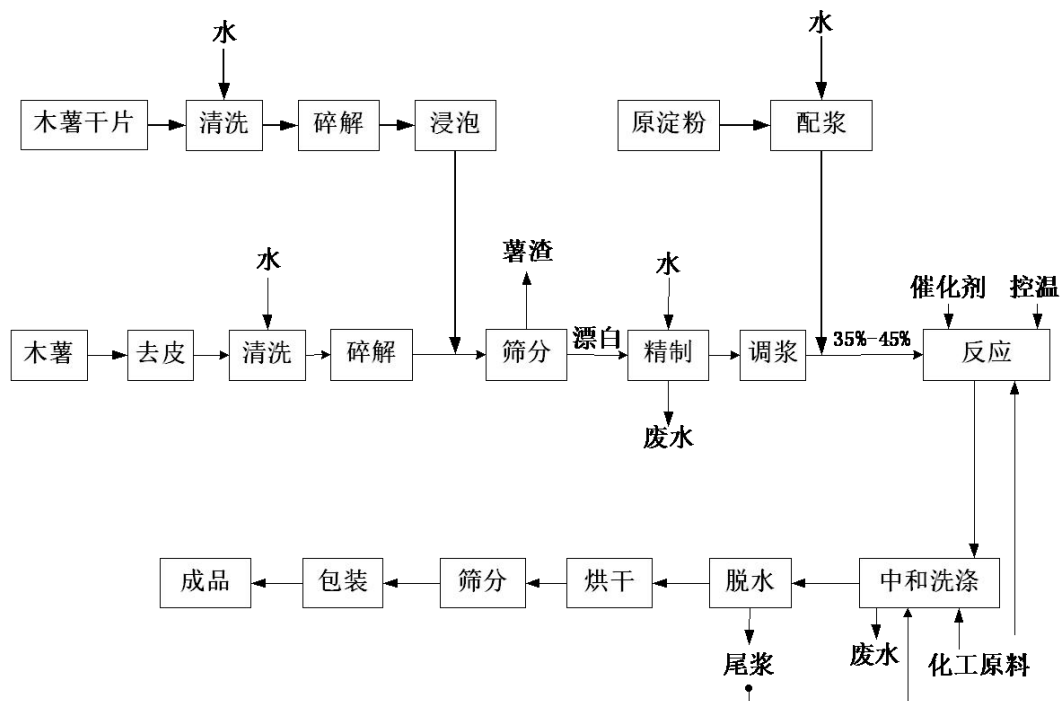 水
水
木薯干片
清洗
碎解
浸泡
原淀粉
配浆
水
薯渣
水
催化剂
控温
木薯
去皮
清洗
碎解
筛分
漂白
精制
调浆
35%-45%
反应
废水
成品
包装
筛分
烘干
脱水
中和洗涤
尾浆
废水
化工原料